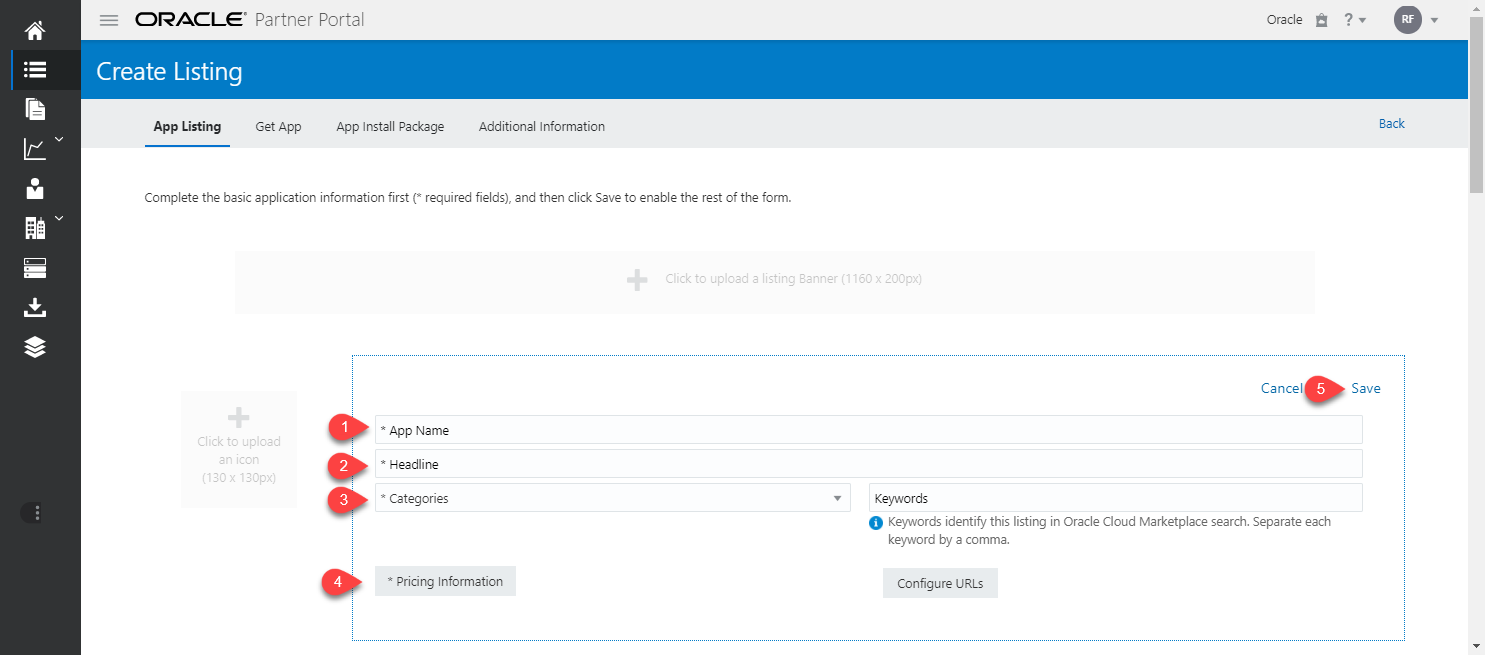 ORACLE Partner Portal
Oracle
?
RF
Create Listing
App Listing
Get App
App Install Package
Additional Information
Back
Complete the basic application information first (* required fields), and then click Save to enable the rest of the form.
Click to upload a listing Banner (1160 x 200px)
Cancel
5
Save
Click to upload
an icon
(130 x 130px)
1
* App Name
2
* Headline
3
* Categories
Keywords
Keywords identify this listing in Oracle Cloud Marketplace search. Separate each
keyword by a comma.
4
* Pricing Information
Configure URLs